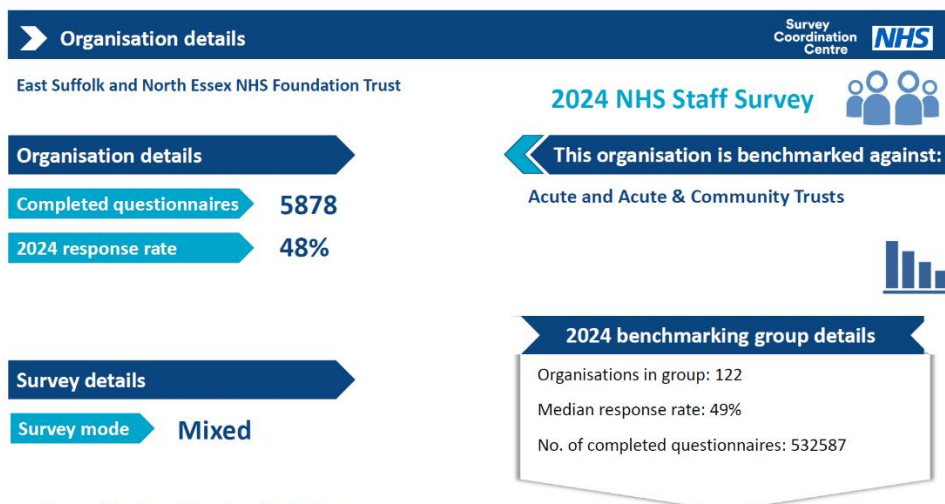 Organisation details
Survey
Coordination
Centre
NHS
East Suffolk and North Essex NHS Foundation Trust
2024 NHS Staff Survey
Organisation details
This organisation is benchmarked against:
Completed questionnaires 5878
Acute and Acute & Community Trusts
2024 response rate 48%
2024 benchmarking group details
Organisations in group: 122
Survey details
Median response rate: 49%
Survey mode Mixed
No. of completed questionnaires: 532587